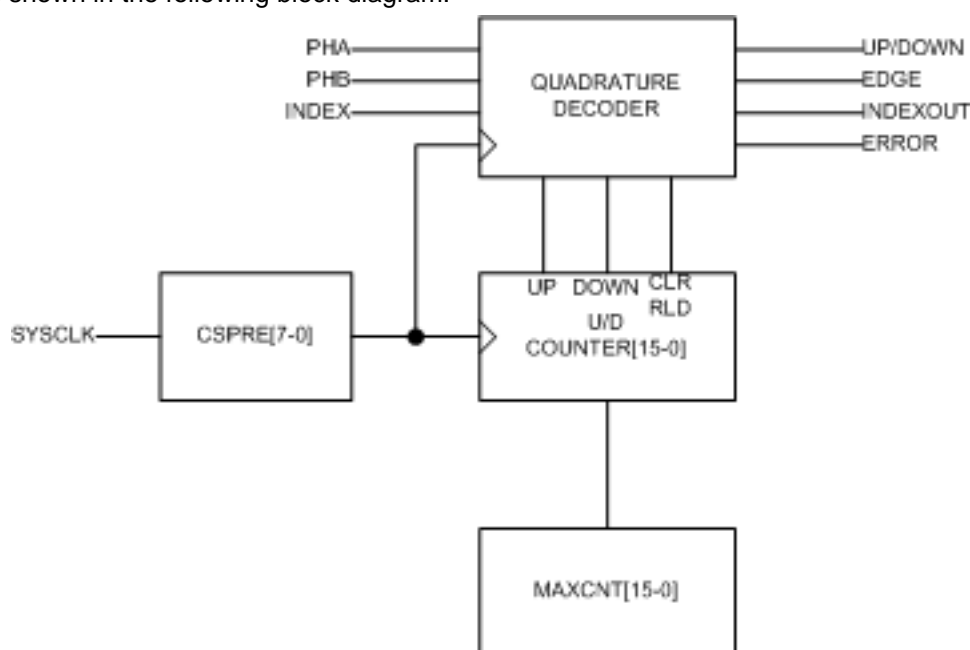 shown in the following block diagram.
PHA
PHB
INDEX
QUADRATURE
DECODER
UP/DOWN
EDGE
INDEXOUT
ERROR
SYSCLK
CSPRE[7-0]
UP DOWN CLR
RLD
U/D
COUNTER[15-0]
MAXCNT[15-0]